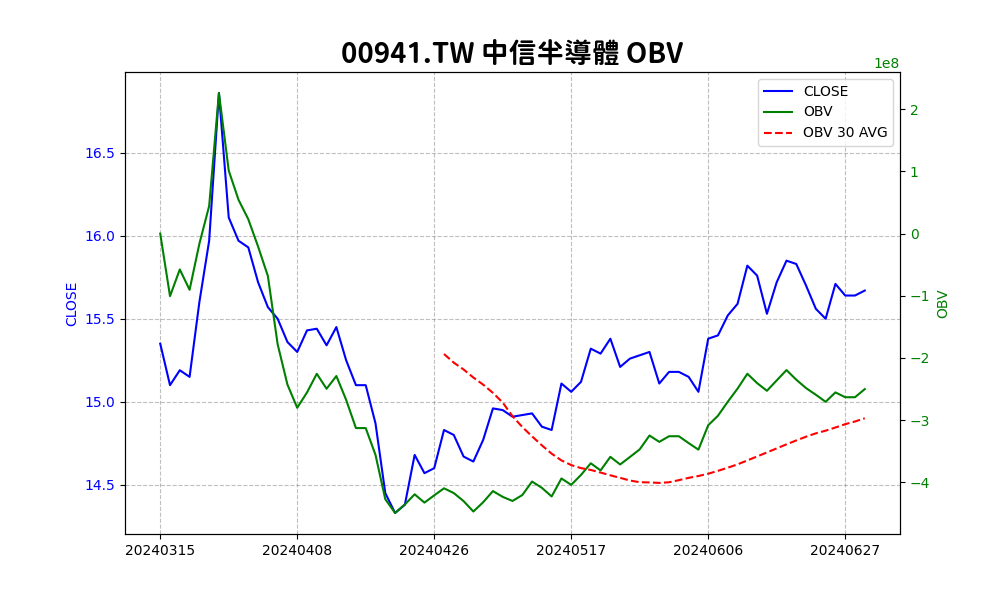 00941.TW 中信半導體 OBV
1e8
CLOSE
OBV
OBV 30 AVG
CLOSE
16.5
16.0
15.5
15.0
14.5
2
1
0
−1
−2
−3
−4
OBV
20240315
20240408
20240426
20240517
20240606
20240627